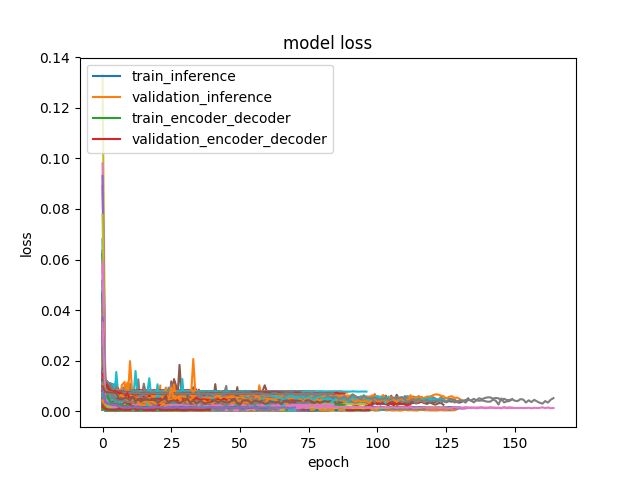 model loss
train_inference
validation_inference
train_encoder_decoder
validation_encoder_decoder
0.14
0.12
0.10
0.08
0.06
0.04
0.02
0.00
loss
0 25 50 75 100 125 150
epoch